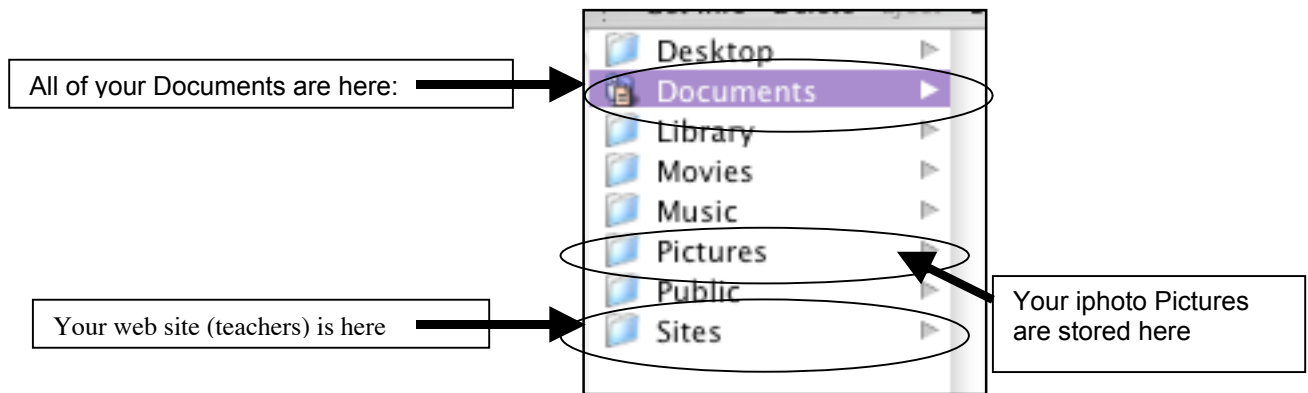 Desktop
All of your Documents are here:
Documents
Library
Movies
Music
Pictures
Public
Your iphoto Pictures
are stored here
Your web site (teachers) is here
Sites